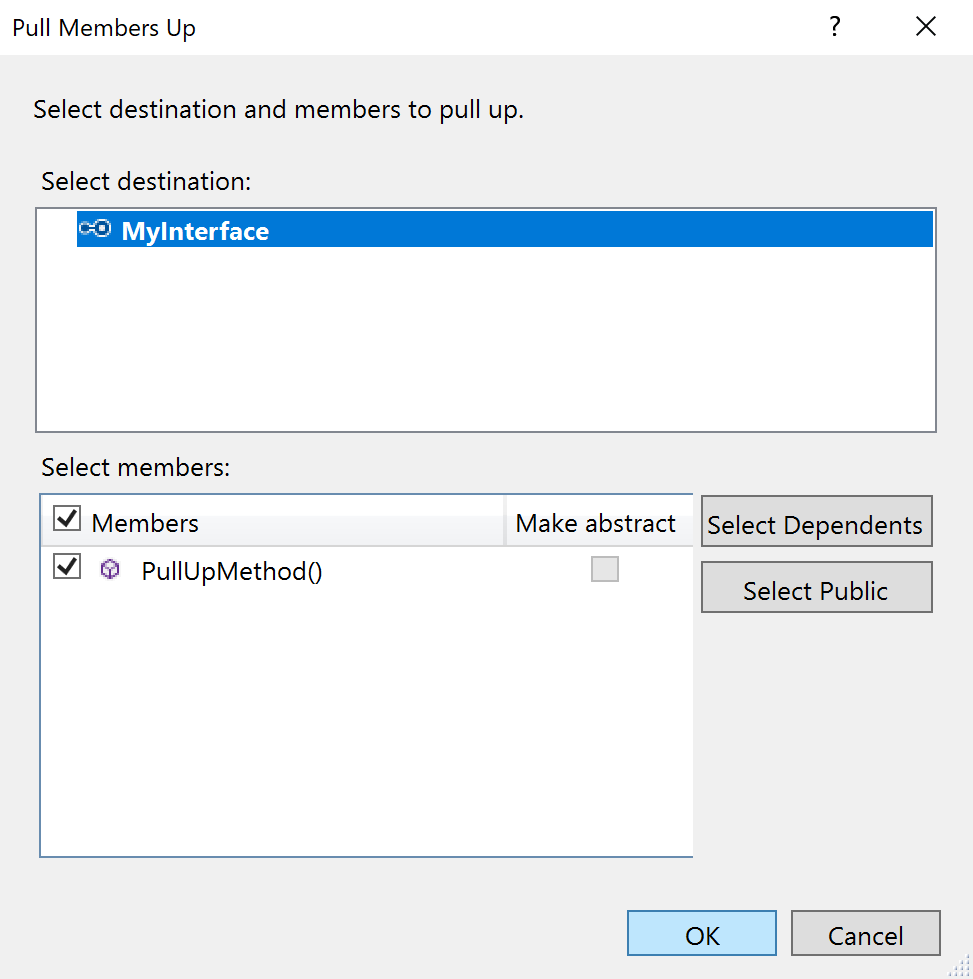 Pull Members Up
?
Select destination and members to pull up.
Select destination:
MyInterface
Select members:
Members Make abstract
Select Dependents
PullUpMethod()
Select Public
OK Cancel